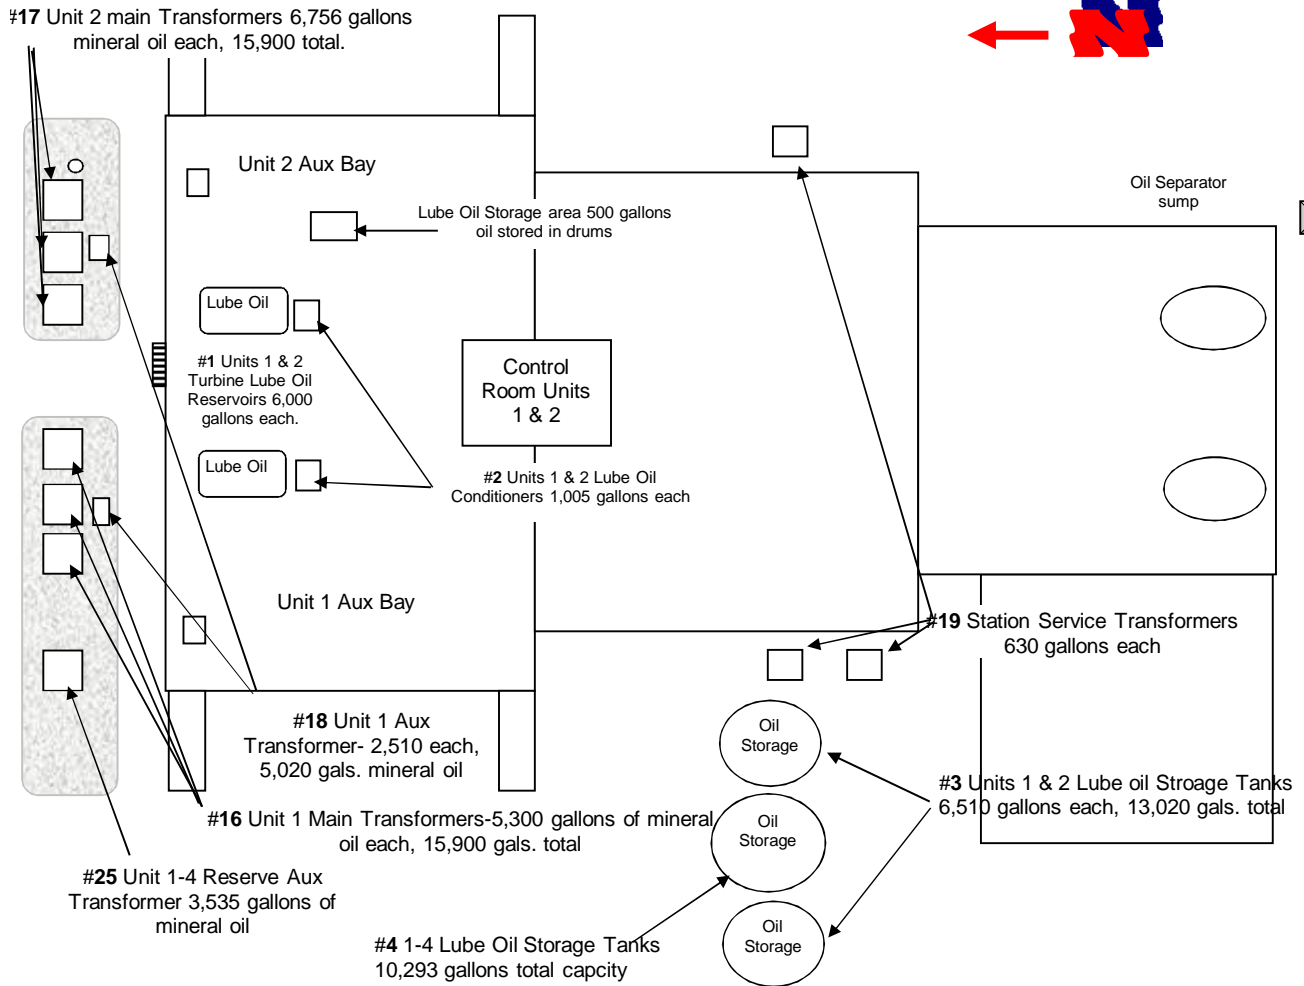 #17 Unit 2 main Transformers 6,756 gallons
mineral oil each, 15,900 total.
N
Unit 2 Aux Bay
Oil Separator
sump
Lube Oil Storage area 500 gallons
oil stored in drums
Lube Oil
#1 Units 1 & 2
Turbine Lube Oil
Reservoirs 6,000
gallons each.
Control
Room Units
1 & 2
Lube Oil
#2 Units 1 & 2 Lube Oil
Conditioners 1,005 gallons each
Unit 1 Aux Bay
#19 Station Service Transformers
630 gallons each
#18 Unit 1 Aux
Transformer- 2,510 each,
5,020 gals. mineral oil
Oil
Storage
#3 Units 1 & 2 Lube oil Stroage Tanks
6,510 gallons each, 13,020 gals. total
#16 Unit 1 Main Transformers-5,300 gallons of mineral
oil each, 15,900 gals. total
Oil
Storage
#25 Unit 1-4 Reserve Aux
Transformer 3,535 gallons of
mineral oil
Oil
Storage
#4 1-4 Lube Oil Storage Tanks
10,293 gallons total capcity